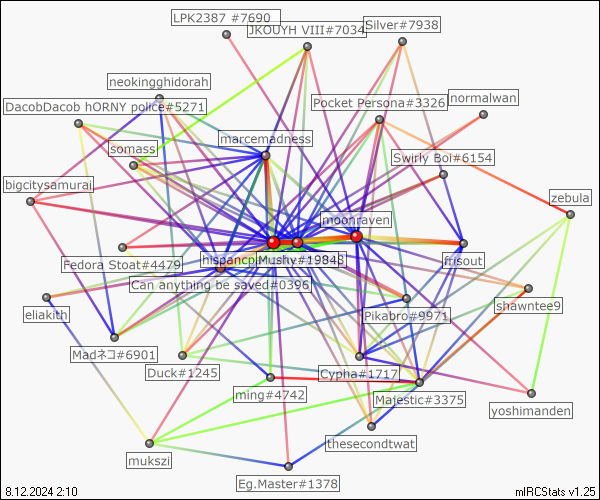 LPK2387 #7690
JKOUYH VIII#7034
Silver#7938
neokingghidorah
DacobDacob hORNY police#5271
Pocket Persona#3326
normalwan
marcemadness
somass
Swirly Boi#6154
bigcitysamurai
zebula
moonraven
Fedora Stoat#4479
frisout
Can anything be saved#0396
eliakith
shawntee9
Pikabro#9971
Madネコ#6901
Duck#1245
Cypha#1717
ming#4742
Majestic#3375
yoshimanden
thesecondtwat
mukszi
Eg.Master#1378
8.12.2024 2:10
mIRCStats v1.25